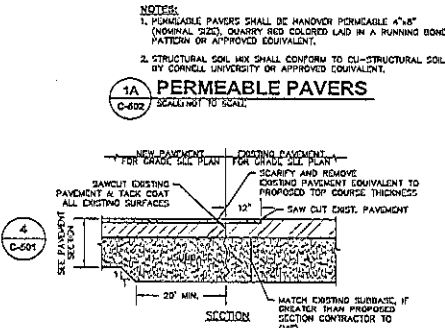 NOTES:
1. PERMEABLE PAVERS SHALL BE HANOVER PERMEABLE 4"x8"
(NOMINAL SIZE), QUARRY RED COLORED LAID IN A RUNNING BOND
PATTERN OR APPROVED EQUIVALENT.
2. STRUCTURAL SOIL MIX SHALL CONFORM TO CU-STRUCTURAL SOIL
BY CORNELL UNIVERSITY OR APPROVED EQUIVALENT.
1A
C-502
PERMEABLE PAVERS
SCALE: NOT TO SCALE
NEW PAVEMENT
FOR GRADE SEE PLAN
EXISTING PAVEMENT
FOR GRADE SEE PLAN
SAWCUT EXISTING
PAVEMENT & TACK COAT
ALL EXISTING SURFACES
SCARIFY AND REMOVE
EXISTING PAVEMENT EQUIVALENT TO
PROPOSED TOP COURSE THICKNESS
12"
SAW CUT EXIST. PAVEMENT
4
C-501
SEE PAVEMENT
SECTION
1
20' MIN.
MATCH EXISTING SUBBASE, IF
GREATER THAN PROPOSED
SECTION CONTRACTOR TO
SECTION